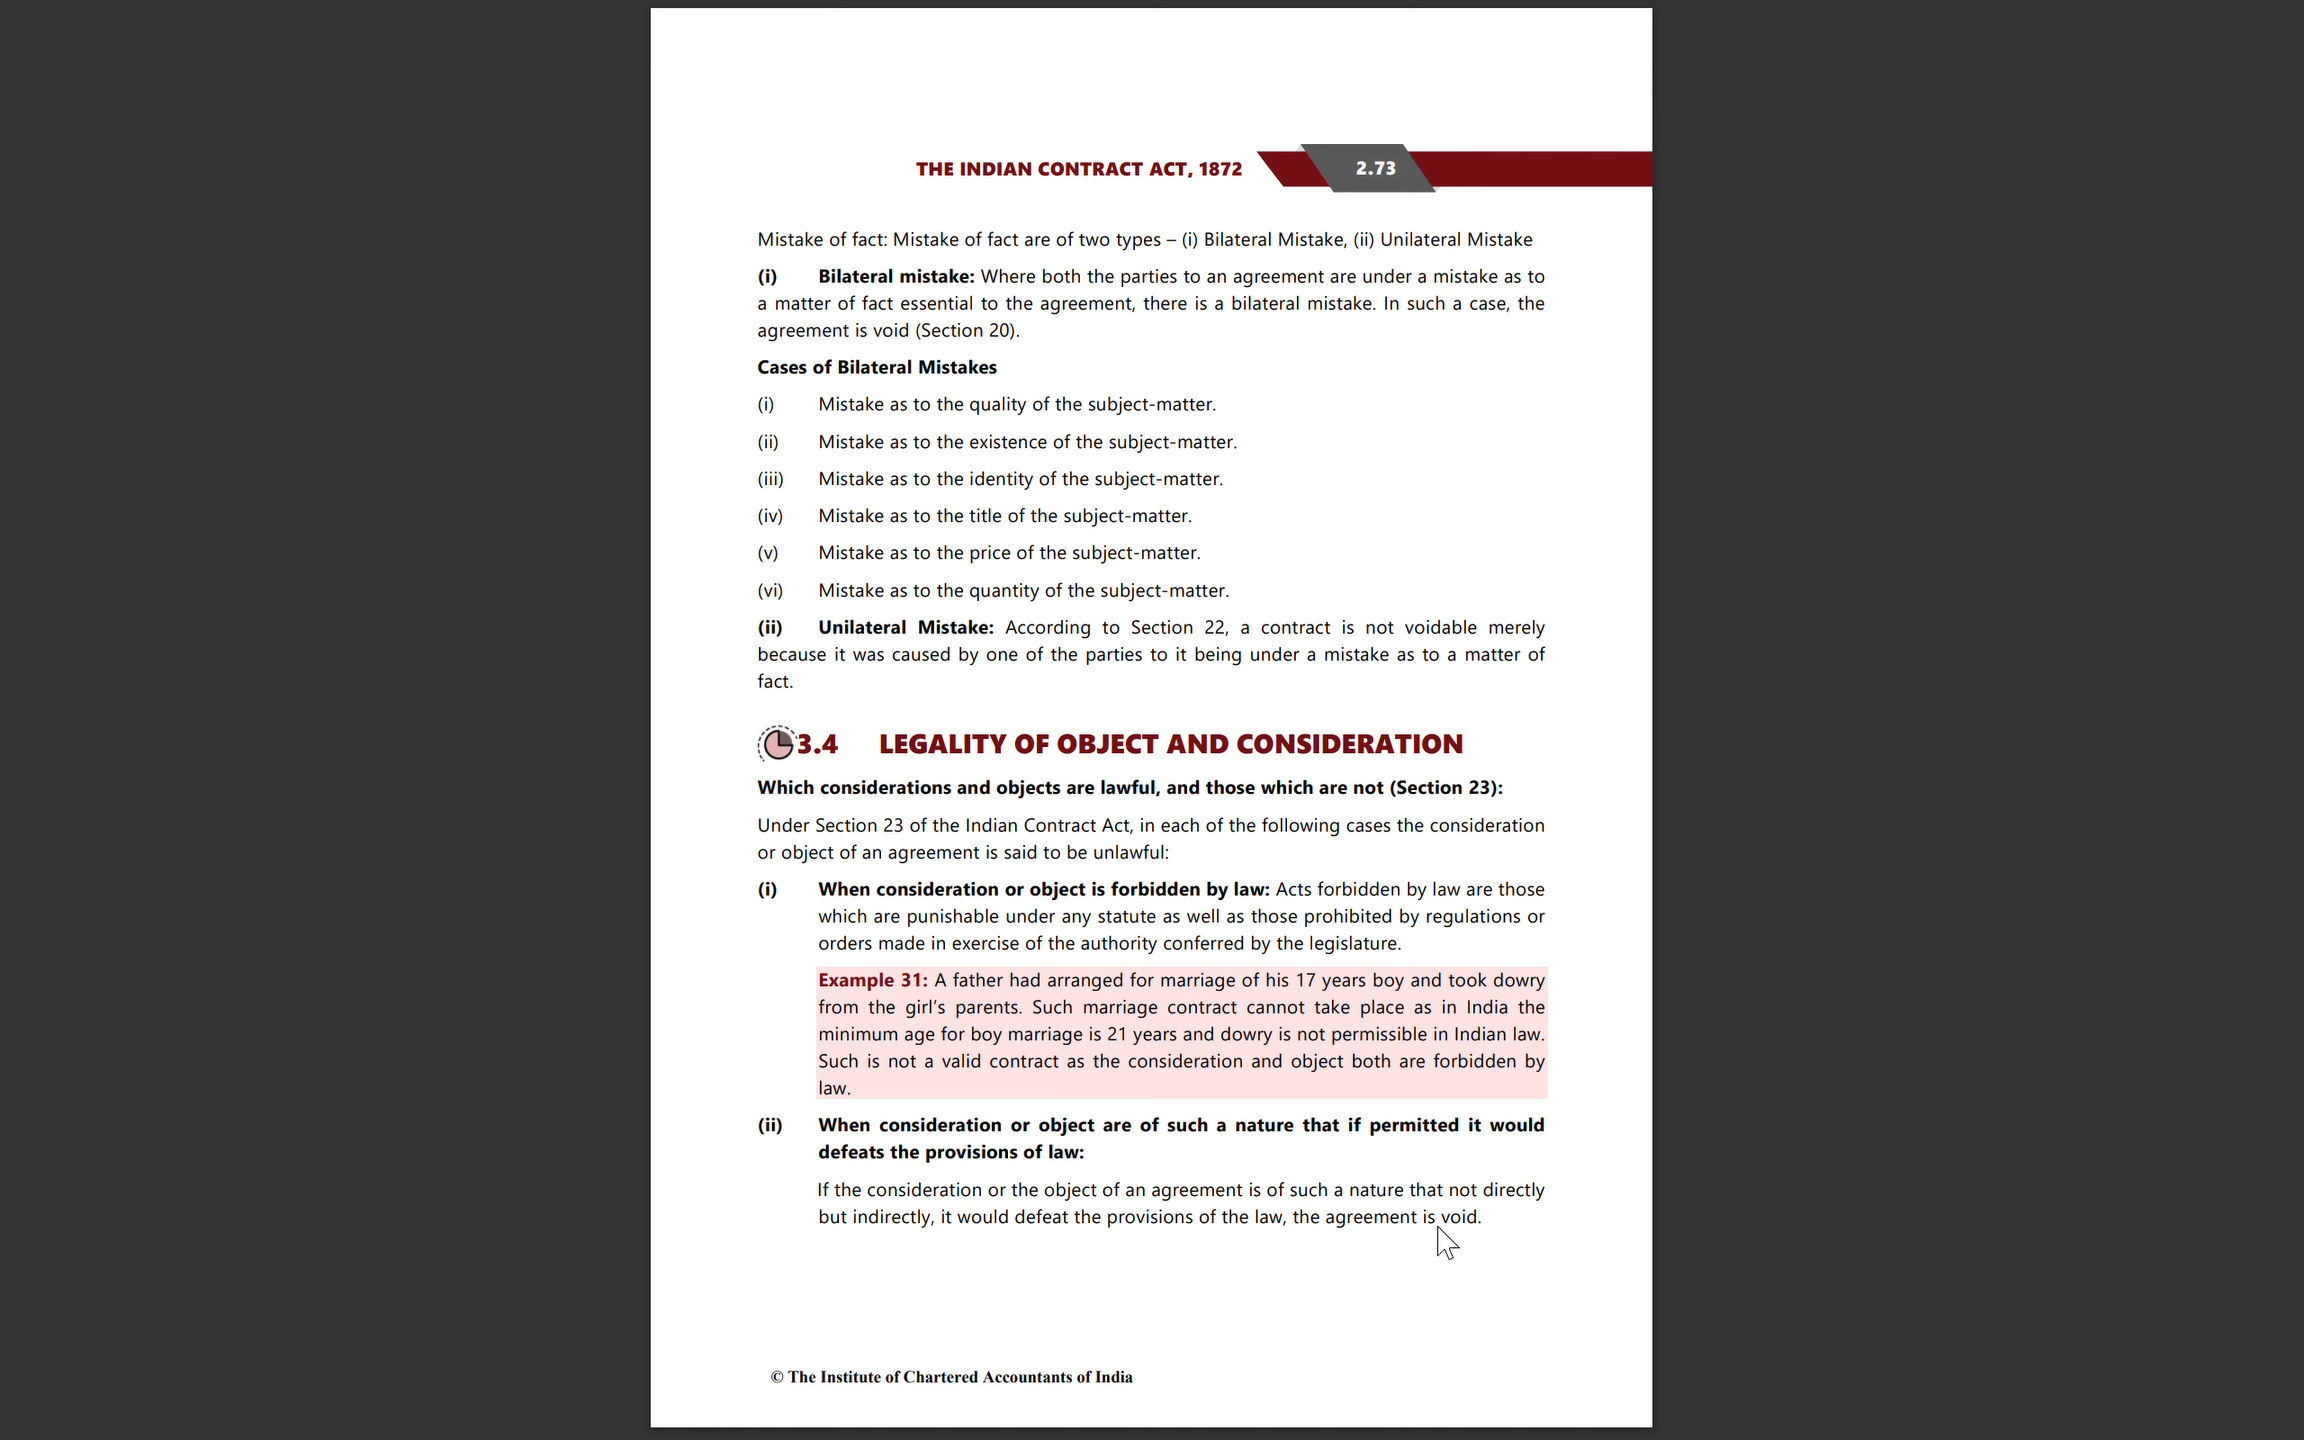 THE INDIAN CONTRACT ACT, 1872 2.73
Mistake of fact: Mistake of fact are of two types – (i) Bilateral Mistake, (ii) Unilateral Mistake
(i) Bilateral mistake: Where both the parties to an agreement are under a mistake as to
a matter of fact essential to the agreement, there is a bilateral mistake. In such a case, the
agreement is void (Section 20).
Cases of Bilateral Mistakes
(i) Mistake as to the quality of the subject-matter.
(ii) Mistake as to the existence of the subject-matter.
(iii) Mistake as to the identity of the subject-matter.
(iv) Mistake as to the title of the subject-matter.
(v) Mistake as to the price of the subject-matter.
(vi) Mistake as to the quantity of the subject-matter.
(ii) Unilateral Mistake: According to Section 22, a contract is not voidable merely
because it was caused by one of the parties to it being under a mistake as to a matter of
fact.
3.4 LEGALITY OF OBJECT AND CONSIDERATION
Which considerations and objects are lawful, and those which are not (Section 23):
Under Section 23 of the Indian Contract Act, in each of the following cases the consideration
or object of an agreement is said to be unlawful:
(i) When consideration or object is forbidden by law: Acts forbidden by law are those
which are punishable under any statute as well as those prohibited by regulations or
orders made in exercise of the authority conferred by the legislature.
Example 31: A father had arranged for marriage of his 17 years boy and took dowry
from the girl's parents. Such marriage contract cannot take place as in India the
minimum age for boy marriage is 21 years and dowry is not permissible in Indian law.
Such is not a valid contract as the consideration and object both are forbidden by
law.
(ii) When consideration or object are of such a nature that if permitted it would
defeats the provisions of law:
If the consideration or the object of an agreement is of such a nature that not directly
but indirectly, it would defeat the provisions of the law, the agreement is void.
© The Institute of Chartered Accountants of India